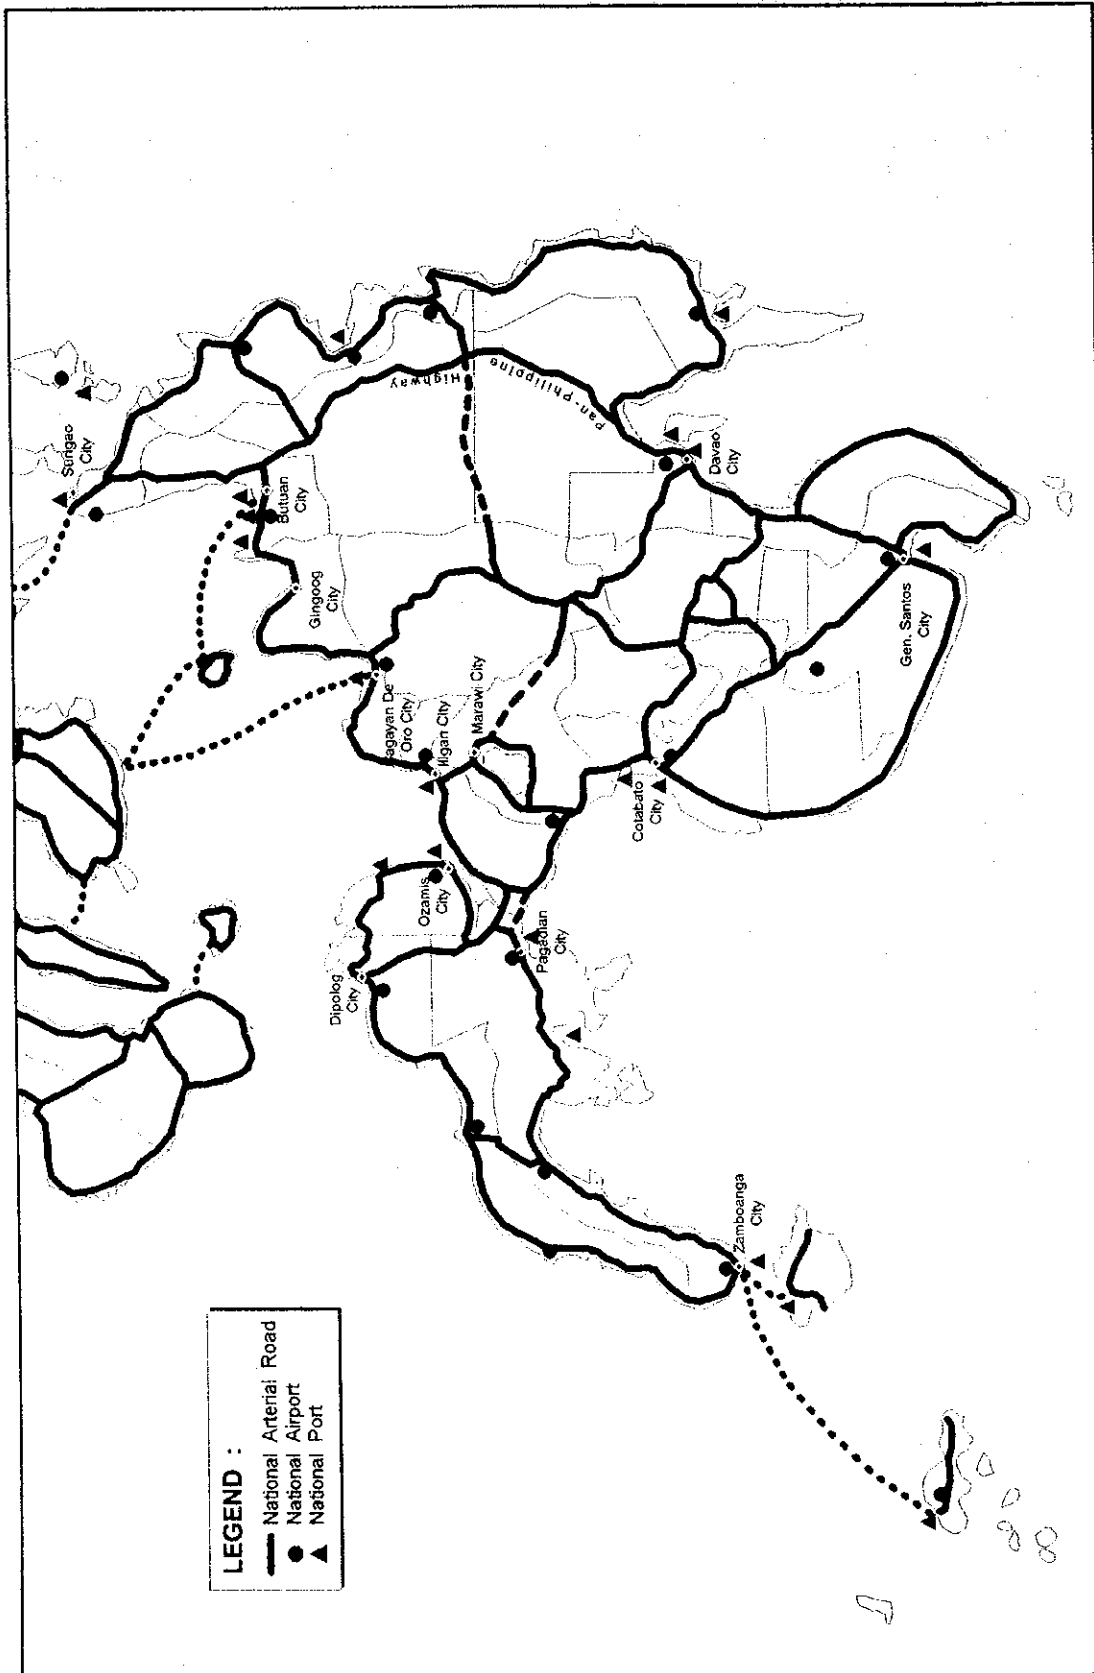 LEGEND :
National Arterial Road
National Airport
National Port
Surigao
City
Butuan
City
Gingoog
City
agayan De
Oro City
Iligan City
Marawi City
Highway
Pan-Philippine
Davao
City
Gen. Santos
City
Cotabato
City
Ozamis
City
Dipolog
City
Pagadian
City
Zamboanga
City